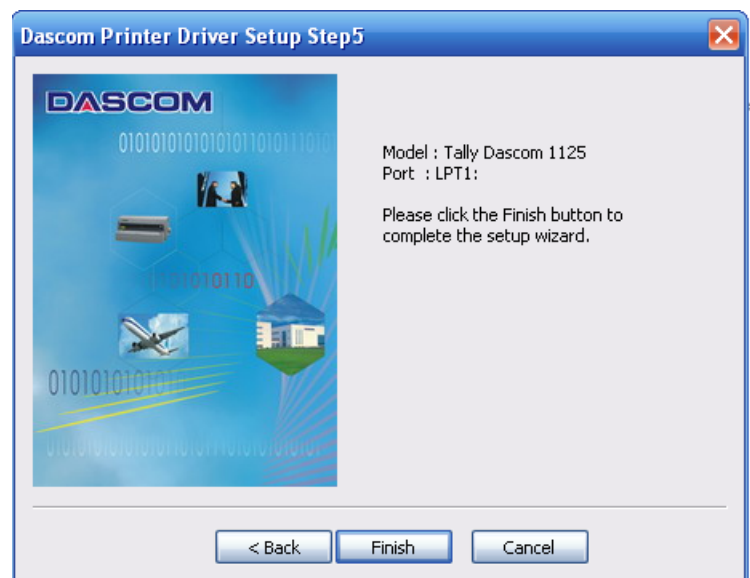 Dascom Printer Driver Setup Step5
DASCOM
0101010101010101101011101
Model : Tally Dascom 1125
Port : LPT1:
Please click the Finish button to
complete the setup wizard.
< Back
Finish
Cancel